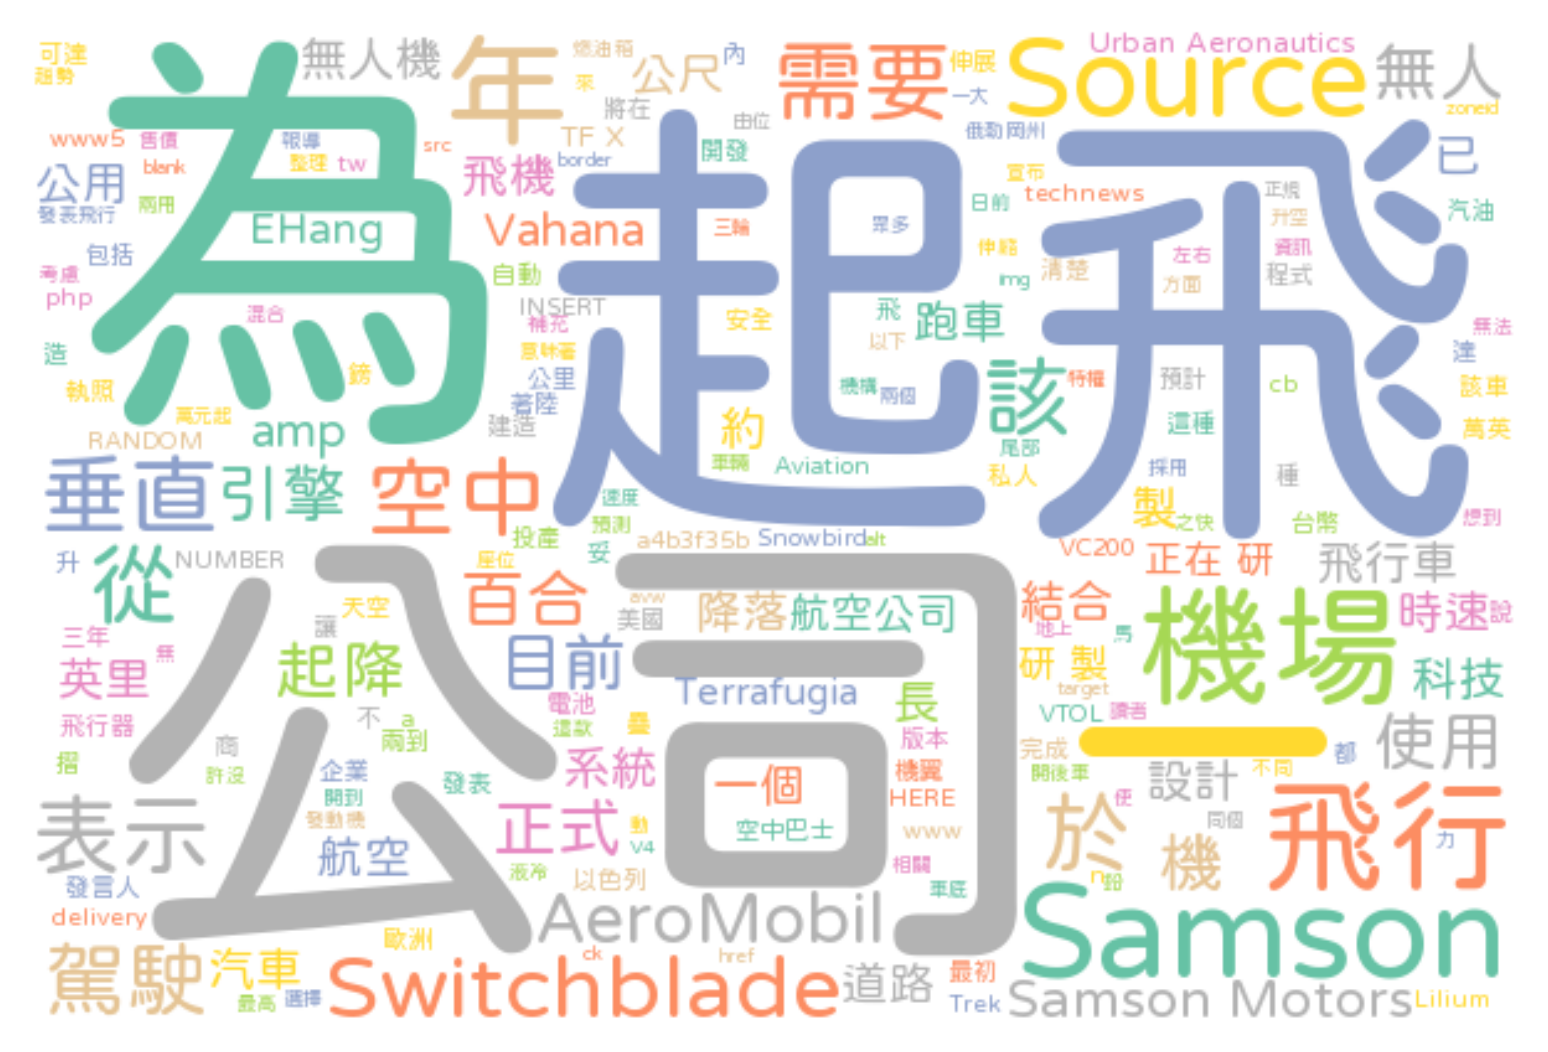 可達
趨勢
無人機
年
燃油箱
來
公尺
內
需要
伸展
一大
Source
Urban Aeronautics
無人
zoneid
為
起飛
www5
售價
blank
報導
整理
tw
src
將在
由位
TF X
border
飛機
開發
俄勒岡州
宣布
technews
已
公用
發表飛行
兩用
EHang
Vahana
三輪
眾多
日前
正規
升空
汽油
包括
考慮
php
混合
自動
INSERT
補充
意味著
安全
飛
以下
跑車
伸縮
img
清楚
左右
方面
資訊
程式
無法
造
執照
鎊
萬元起
公里
著陸
建造
機構
兩個
該
特權
預計
cb
達
該車
RANDOM
amp
約
車輛
Aviation
尾部
私人
這種
採用
種
萬英
垂直
引擎
空中
速度
預測
投產
製
之快
台幣
想到
升
從
NUMBER
座位
妥
a4b3f35b
Snowbird
alt
VC200
正在 研
飛行車
公司
百合
avw
美國
降落
航空公司
結合
地上
馬
機場
時速
說
天空
讓
三年
無
英里
起降
目前
Terrafugia
研 製
target
科技
飛行器
不
a
兩到
電池
這款
壘
長
版本
VTOL
讀者
一
摺
商
許沒
企業
開到
發動機
發表
系統
一個
機翼
HERE
完成
開後車
設計
不同
都
使用
表示
航空
正式
動
V4
空中巴士
www
於
便
同個
機
飛行
力
發言人
delivery
液冷
以色列
相關
車底
n
毀
AeroMobil
Samson
駕駛
汽車
最高
選擇
歐洲
Switchblade
ck
href
道路
最初
Trek
Samson Motors
Lilium